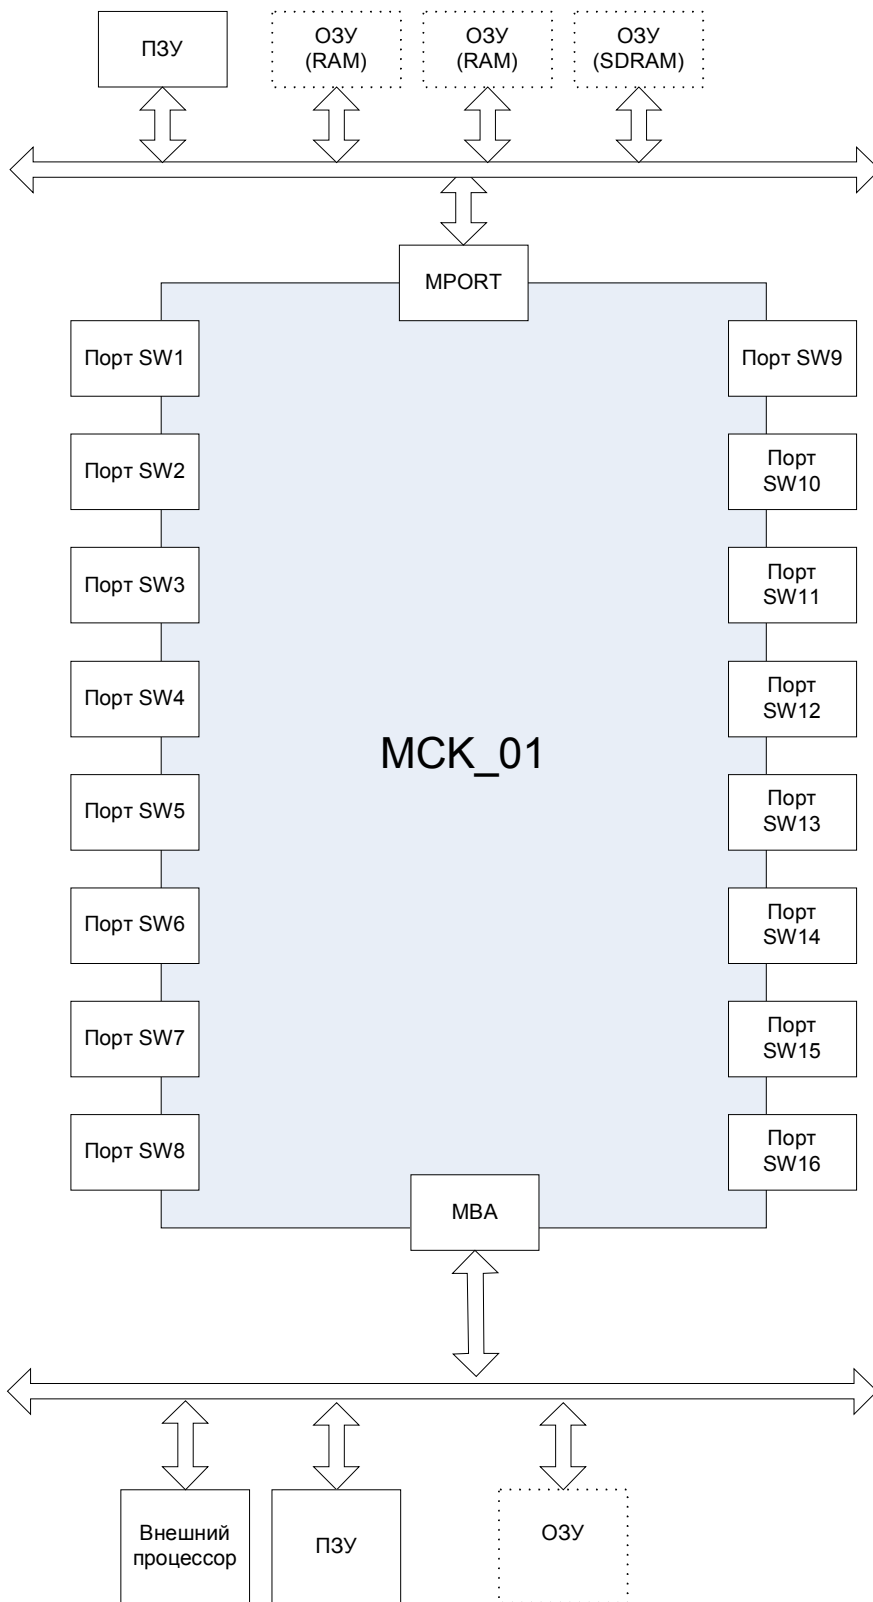 ПЗУ
ОЗУ
(RAM)
ОЗУ
(RAM)
ОЗУ
(SDRAM)
MPORT
Порт SW1
Порт SW9
Порт SW2
Порт
SW10
Порт SW3
Порт
SW11
Порт SW4
Порт
SW12
МСК_01
Порт SW5
Порт
SW13
Порт SW6
Порт
SW14
Порт SW7
Порт
SW15
Порт SW8
Порт
SW16
MBA
Внешний
процессор
ПЗУ
ОЗУ